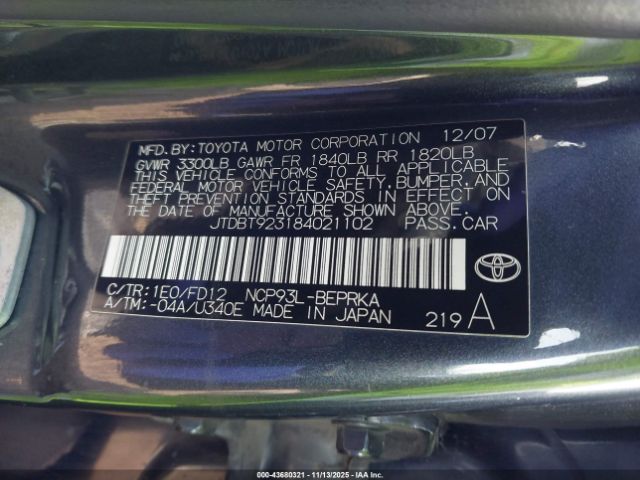 MFD.BY:TOYOTA MOTOR CORPORATION 12/07
GVWR 3300LB GAWR FR 1840LB RR 1820LB
THIS VEHICLE CONFORMS TO ALL APPLICABLE
FEDERAL MOTOR VEHICLE SAFETY,BUMPER,AND
THEFT PREVENTION STANDARDS IN EFFECT ON
THE DATE OF MANUFACTURE SHOWN ABOVE.
JTDBT923184021102 PASS.CAR
C/TR:1E0/FD12 NCP93L-BEPRKA
A/TM:-04A/U340E MADE IN JAPAN
219 A
000-43680321 - 11/13/2025 - IAAI.COM